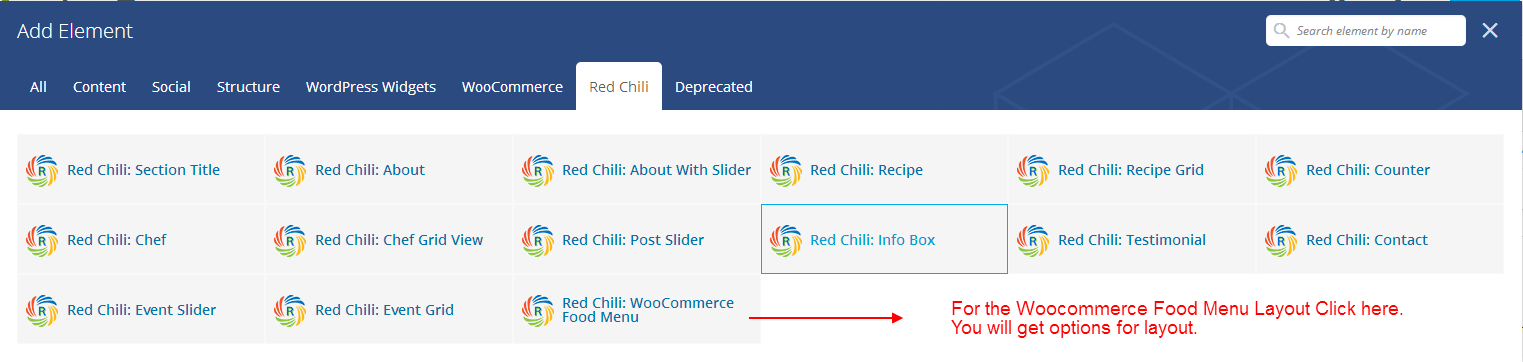 Add Element
Search element by name
All Content Social Structure WordPress Widgets WooCommerce Red Chili Deprecated
R Red Chili: Section Title R Red Chili: About R Red Chili: About With Slider R Red Chili: Recipe R Red Chili: Recipe Grid R Red Chili: Counter
R Red Chili: Chef R Red Chili: Chef Grid View R Red Chili: Post Slider R Red Chili: Info Box R Red Chili: Testimonial R Red Chili: Contact
R Red Chili: Event Slider R Red Chili: Event Grid R Red Chili: WooCommerce
Food Menu
For the Woocommerce Food Menu Layout Click here.
You will get options for layout.